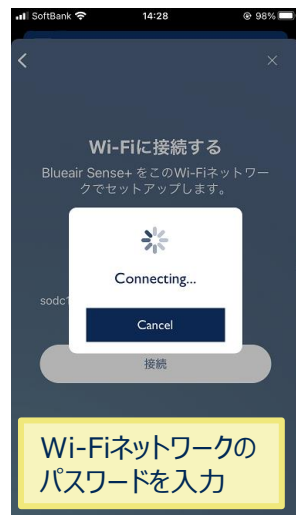 SoftBank 14:28 98%
Wi-Fiに接続する
Blueair Sense+ をこのWi-Fiネットワー
クでセットアップします。
Connecting...
sodc1
Cancel
接続
Wi-Fiネットワークの
パスワードを入力